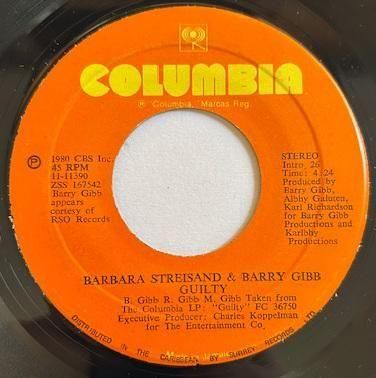 COLUMBIA
® Columbia, Marcas Reg.
℗ 1980 CBS Inc.
45 RPM
11-11390
ZSS 167542
Barry Gibb
appears
cortesy of
RSO Records
STEREO
Intro 26
Time: 4:24
Produced by
Barry Gibb,
Albhy Galuten,
Karl Richardson
for Barry Gibb
Productions and
Karlbhy
Productions
BARBARA STREISAND & BARRY GIBB
GUILTY
B. Gibb R. Gibb M. Gibb Taken from
the Columbia LP: "Guilty" FC 36750
Executive Producer: Charles Koppelman
for The Entertainment Co.
DISTRIBUTED IN THE CARIBBEAN BY SURREY RECORDS LTD